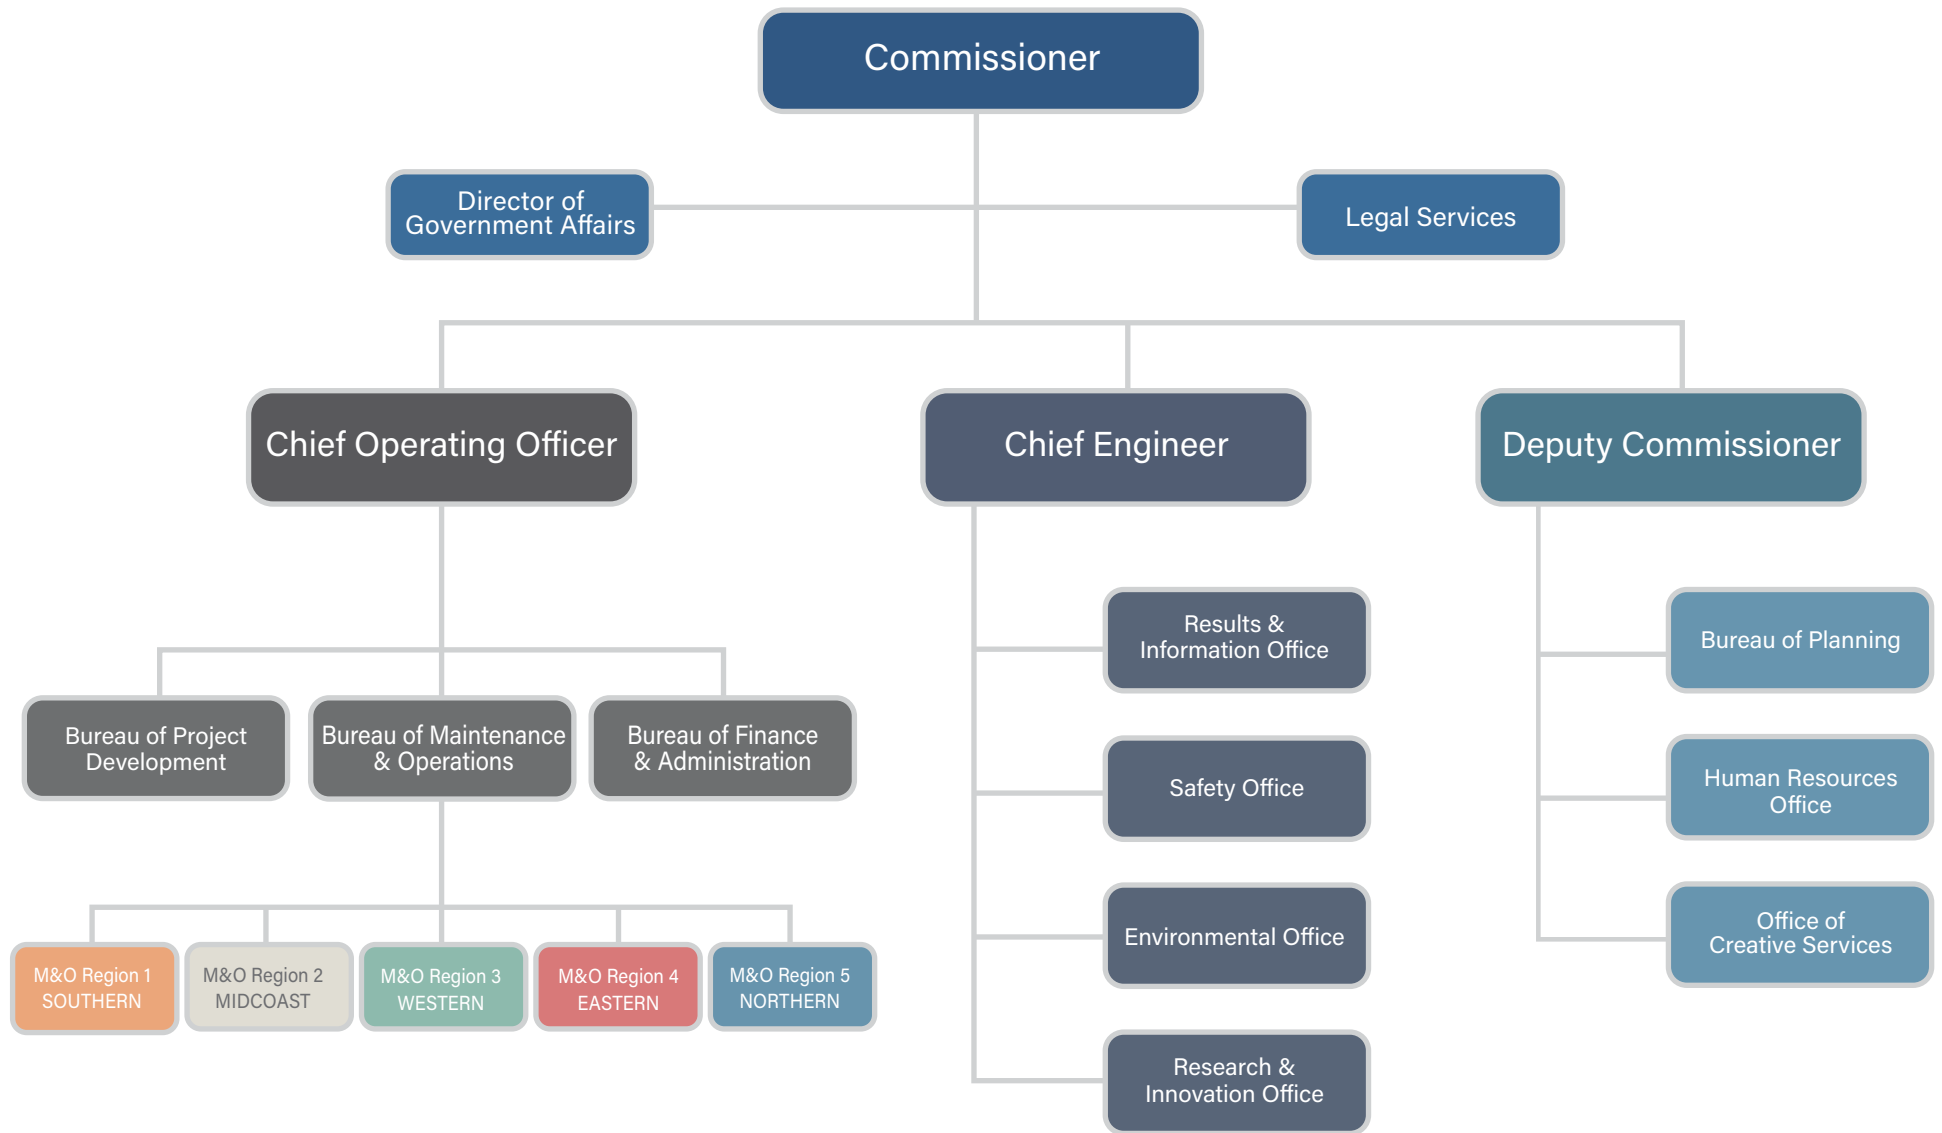 Commissioner
Director of
Government Affairs
Legal Services
Chief Operating Officer
Chief Engineer
Deputy Commissioner
Results &
Information Office
Bureau of Planning
Bureau of Project
Development
Bureau of Maintenance
& Operations
Bureau of Finance
& Administration
Safety Office
Human Resources
Office
Environmental Office
Office of
Creative Services
M&O Region 1
SOUTHERN
M&O Region 2
MIDCOAST
M&O Region 3
WESTERN
M&O Region 4
EASTERN
M&O Region 5
NORTHERN
Research &
Innovation Office